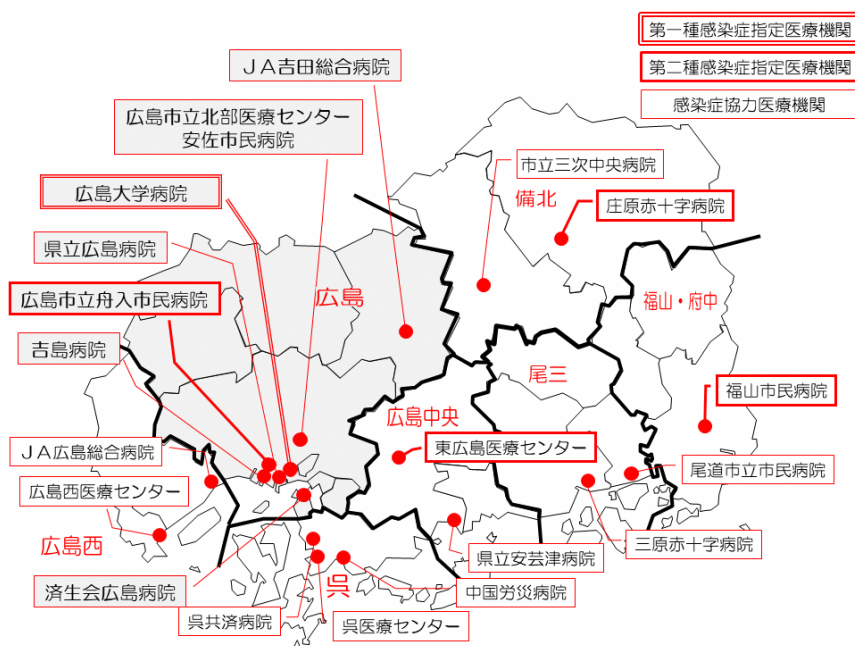 第一種感染症指定医療機関
第二種感染症指定医療機関
感染症協力医療機関
JA吉田総合病院
広島市立北部医療センター
安佐市民病院
広島大学病院
県立広島病院
広島市立舟入市民病院
吉島病院
JA広島総合病院
広島西医療センター
広島西
済生会広島病院
呉共済病院
呉
呉医療センター
中国労災病院
県立安芸津病院
三原赤十字病院
尾道市立市民病院
福山市民病院
福山・府中
庄原赤十字病院
備北
市立三次中央病院
広島
尾三
広島中央
東広島医療センター